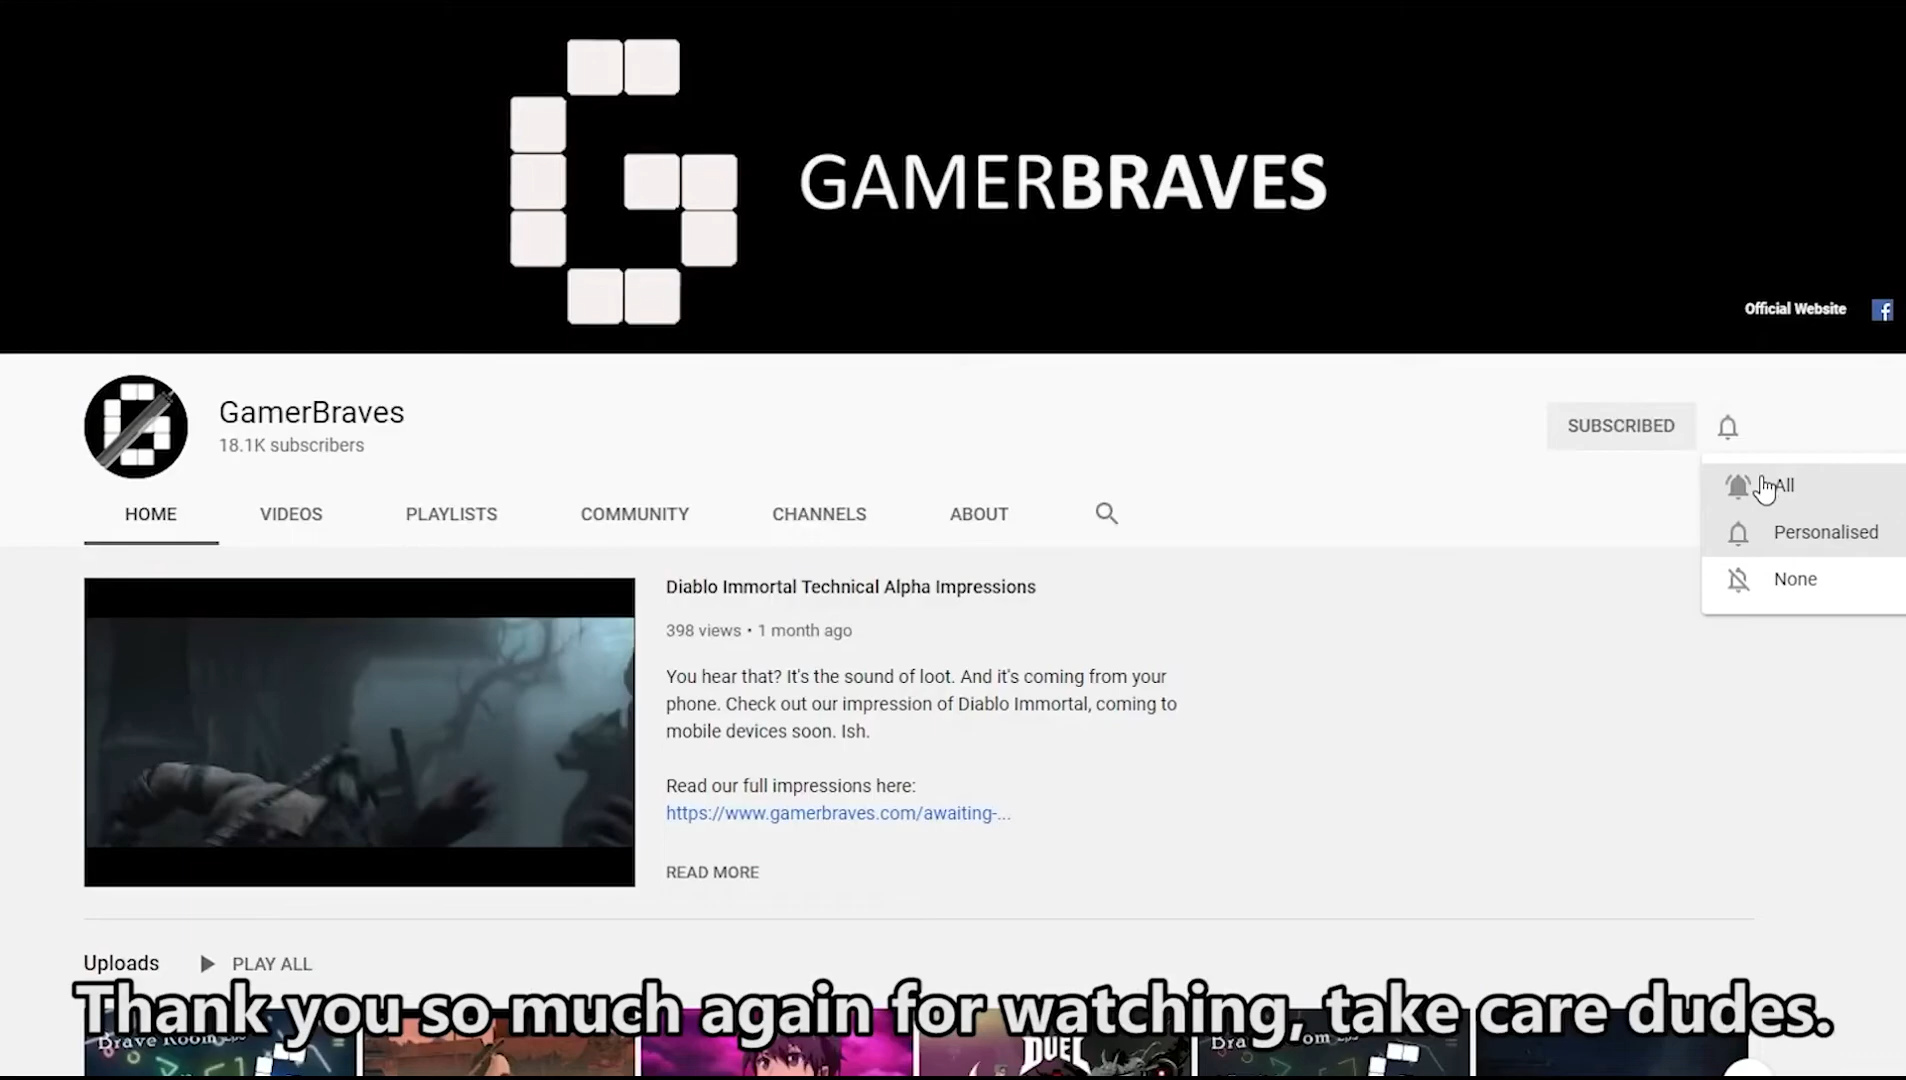 GAMERBRAVES
Official Website
GamerBraves
18.1K subscribers
SUBSCRIBED
All
Personalised
None
HOME
VIDEOS
PLAYLISTS
COMMUNITY
CHANNELS
ABOUT
Diablo Immortal Technical Alpha Impressions
398 views • 1 month ago
You hear that? It's the sound of loot. And it's coming from your
phone. Check out our impression of Diablo Immortal, coming to
mobile devices soon. Ish.
Read our full impressions here:
https://www.gamerbraves.com/awaiting-...
READ MORE
Uploads
PLAY ALL
Thank you so much again for watching, take care dudes.
Brave Room
DUEL